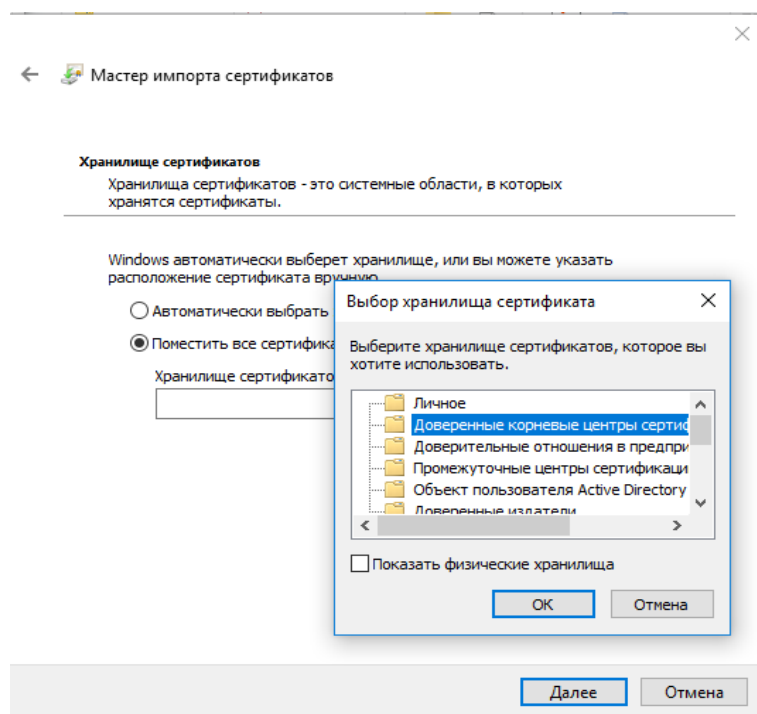 Мастер импорта сертификатов
Хранилище сертификатов
Хранилища сертификатов - это системные области, в которых
хранятся сертификаты.
Windows автоматически выберет хранилище, или вы можете указать
расположение сертификата вручную.
Автоматически выбрать
Поместить все сертифика
Хранилище сертификато
Выбор хранилища сертификата
Выберите хранилище сертификатов, которое вы
хотите использовать.
Личное
Доверенные корневые центры сертиф
Доверительные отношения в предпри
Промежуточные центры сертификаци
Объект пользователя Active Directory
Доверенные издатели
Показать физические хранилища
ОК
Отмена
Далее
Отмена